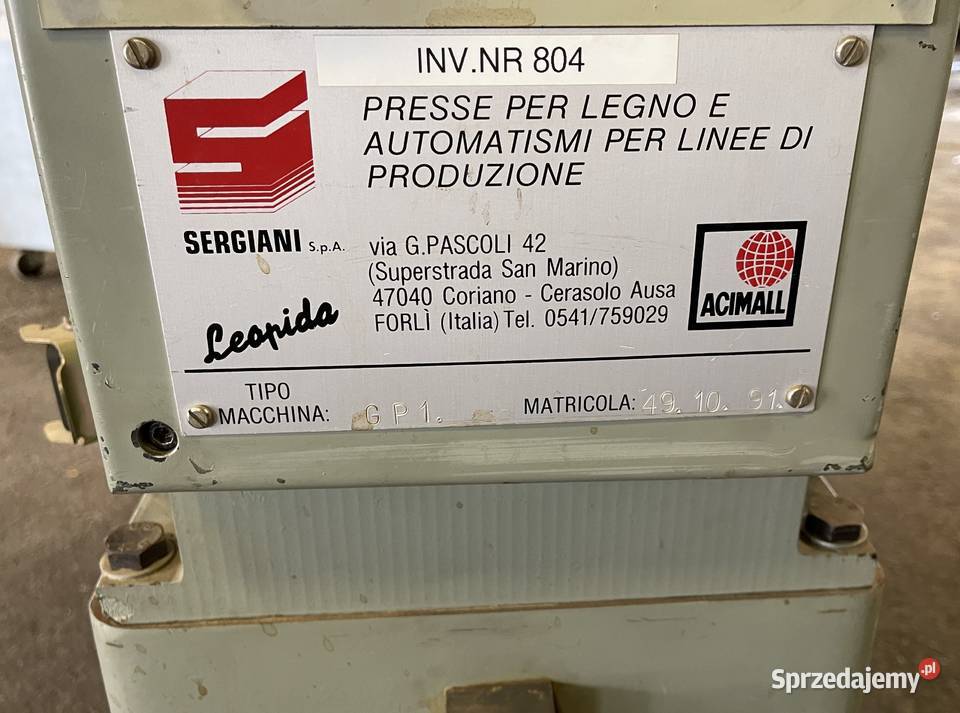 INV.NR 804
PRESSE PER LEGNO E
AUTOMATISMI PER LINEE DI
PRODUZIONE
SERGIANI S.p.A.
via G.PASCOLI 42
(Superstrada San Marino)
47040 Coriano - Cerasolo Ausa
FORLÌ (Italia) Tel. 0541/759029
Leopida
ACIMALL
TIPO
MACCHINA: GP1.
MATRICOLA: 49.10.91.
Sprzedajemy.pl